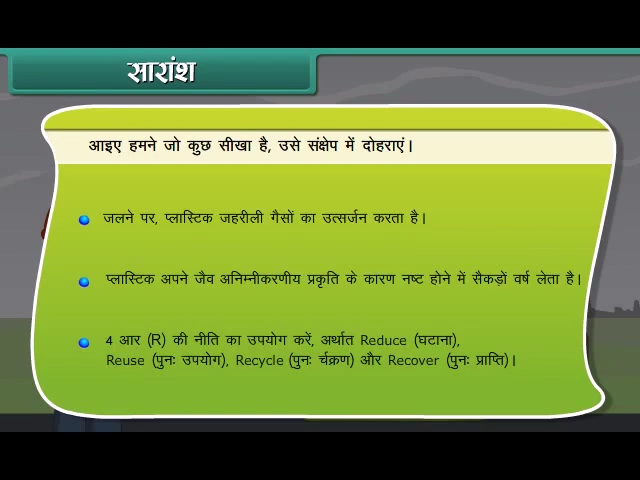 सारांश
आइए हमने जो कुछ सीखा है, उसे संक्षेप में दोहराएं।
जलने पर, प्लास्टिक जहरीली गैसों का उत्सर्जन करता है।
प्लास्टिक अपने जैव अनिम्नीकरणीय प्रकृति के कारण नष्ट होने में सैकड़ों वर्ष लेता है।
4 आर (R) की नीति का उपयोग करें, अर्थात Reduce (घटाना),
Reuse (पुनः उपयोग), Recycle (पुनः र्चक्रण) और Recover (पुनः प्राप्ति)।